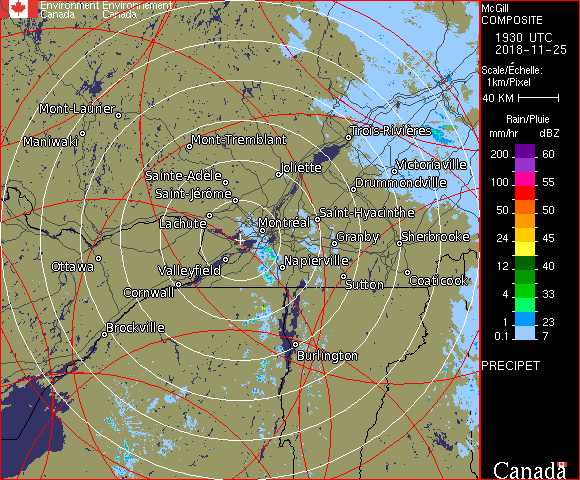 Environment Environnement
Canada Canada
McGill
COMPOSITE
1930 UTC
2018-11-25
Scale/Échelle:
1km/Pixel
40 KM
Rain/Pluie
mm/hr dBZ
200 60
100 55
50 50
24 45
12 40
4 33
1 23
0.1 7
PRECIPET
Canada
Mont-Laurier
Maniwaki
Mont-Tremblant
Trois-Rivières
Sainte-Adèle
Joliette
Victoriaville
Saint-Jérôme
Drummondville
Lachute
Montréal
Saint-Hyacinthe
Granby
Sherbrooke
Ottawa
Valleyfield
Napierville
Cornwall
Sutton
Coaticook
Brockville
Burlington